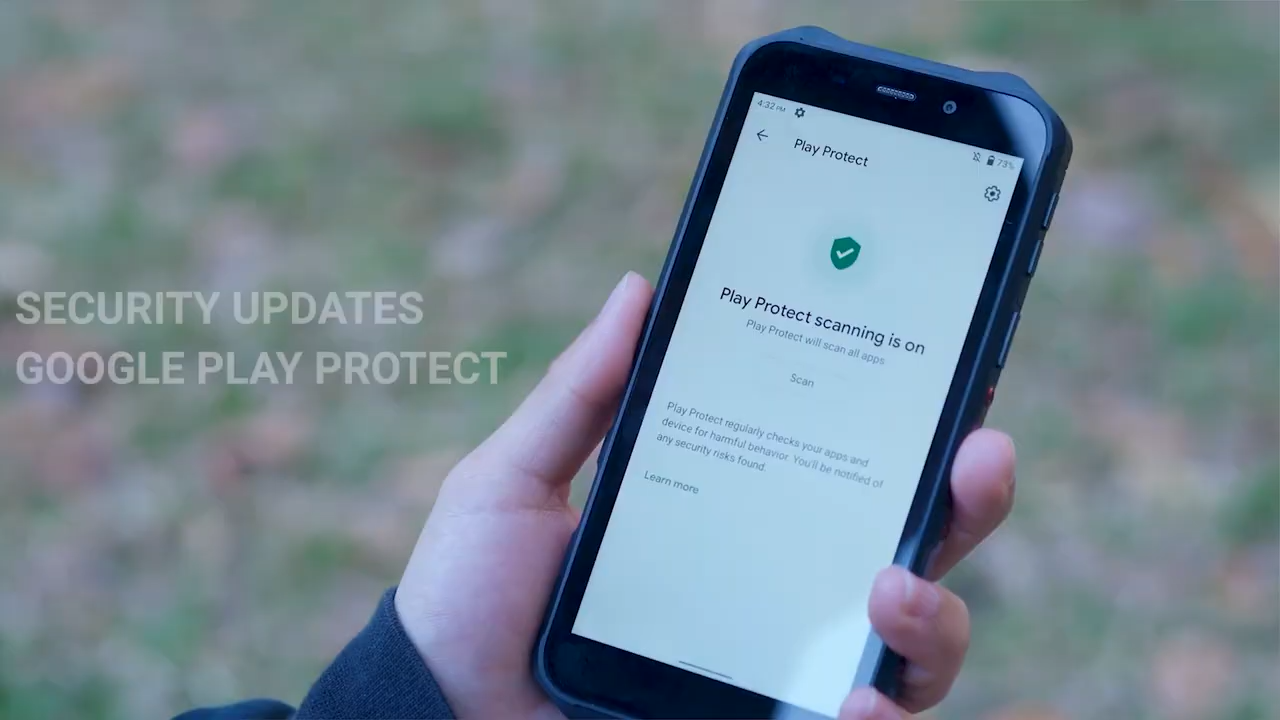 SECURITY UPDATES
GOOGLE PLAY PROTECT
4:32 PM
73%
Play Protect
Play Protect scanning is on
Play Protect will scan all apps
Scan
Play Protect regularly checks your apps and
device for harmful behavior. You'll be notified of
any security risks found.
Learn more